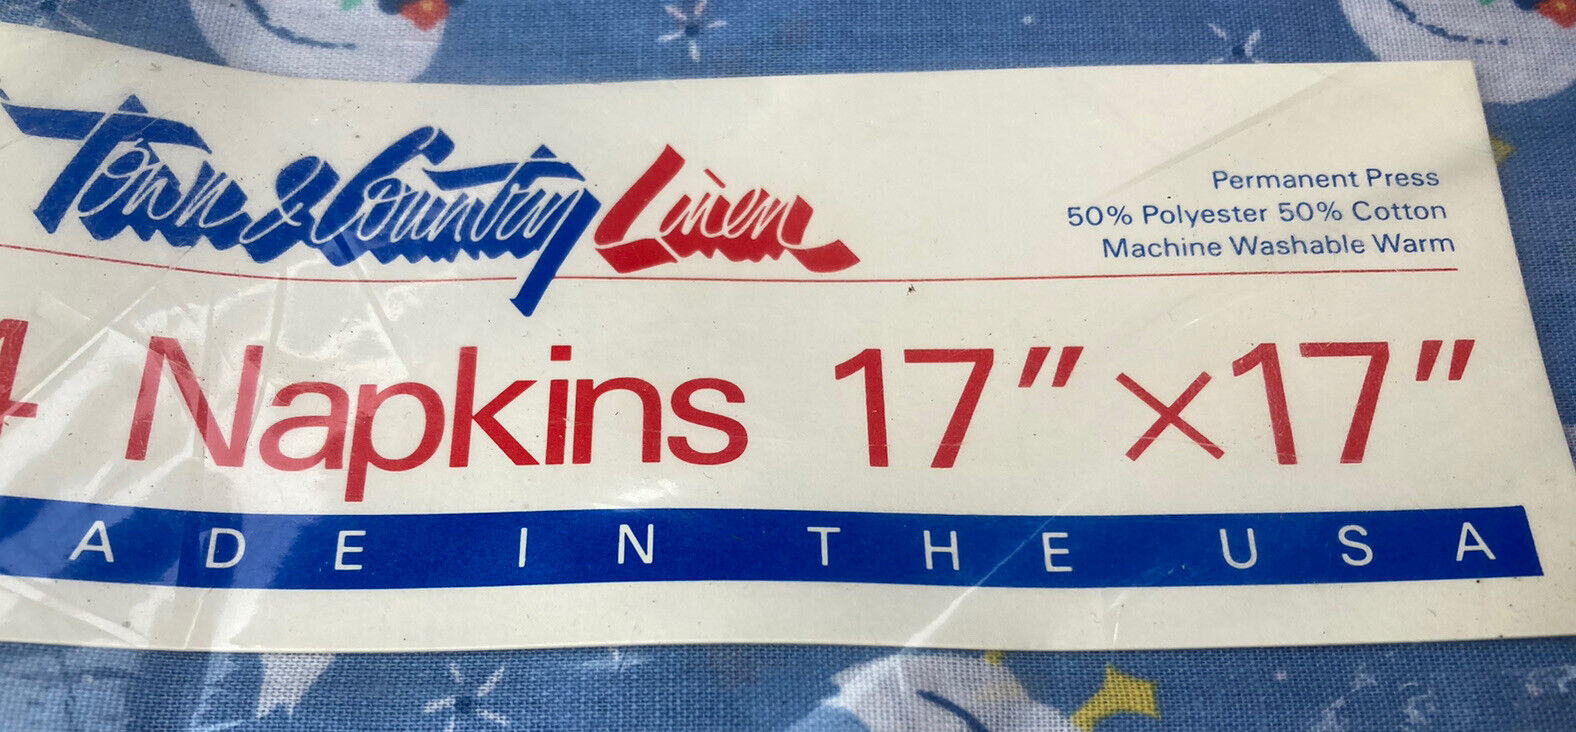 Town & Country Linen
Permanent Press
50% Polyester 50% Cotton
Machine Washable Warm
4 Napkins 17" × 17"
ADE IN THE USA